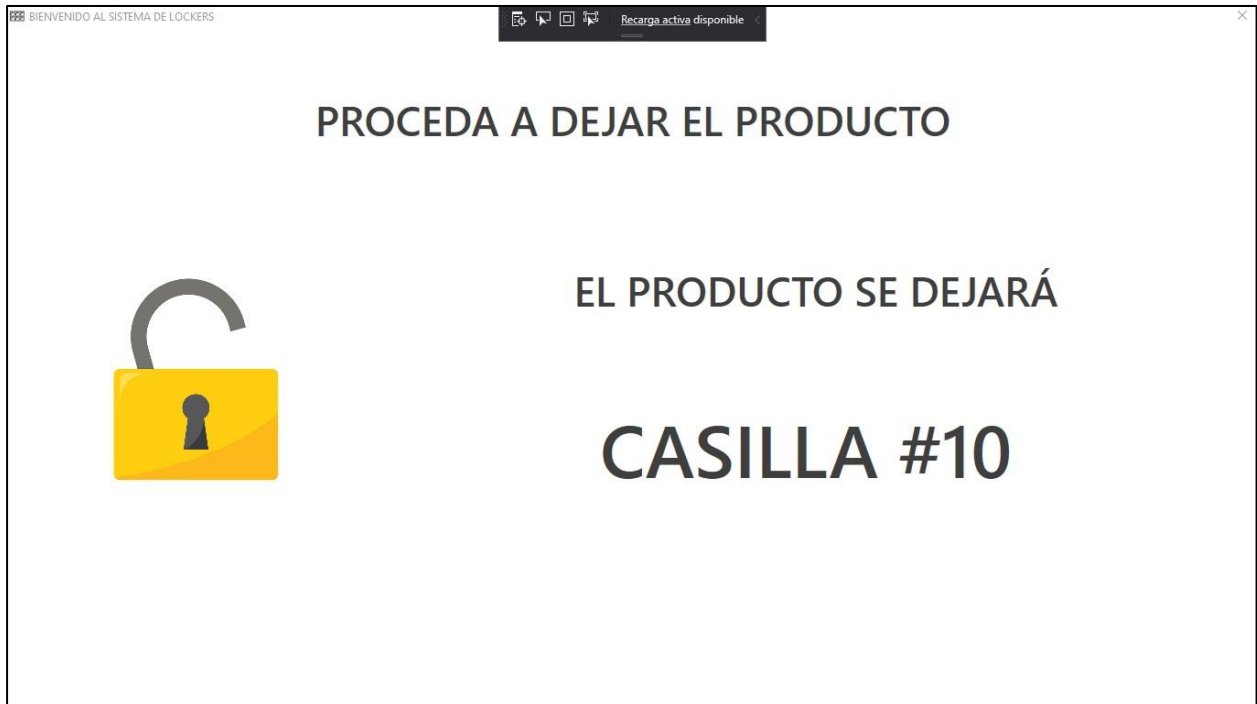 BIENVENIDO AL SISTEMA DE LOCKERS
Recarga activa disponible
PROCEDA A DEJAR EL PRODUCTO
EL PRODUCTO SE DEJARÁ
CASILLA #10